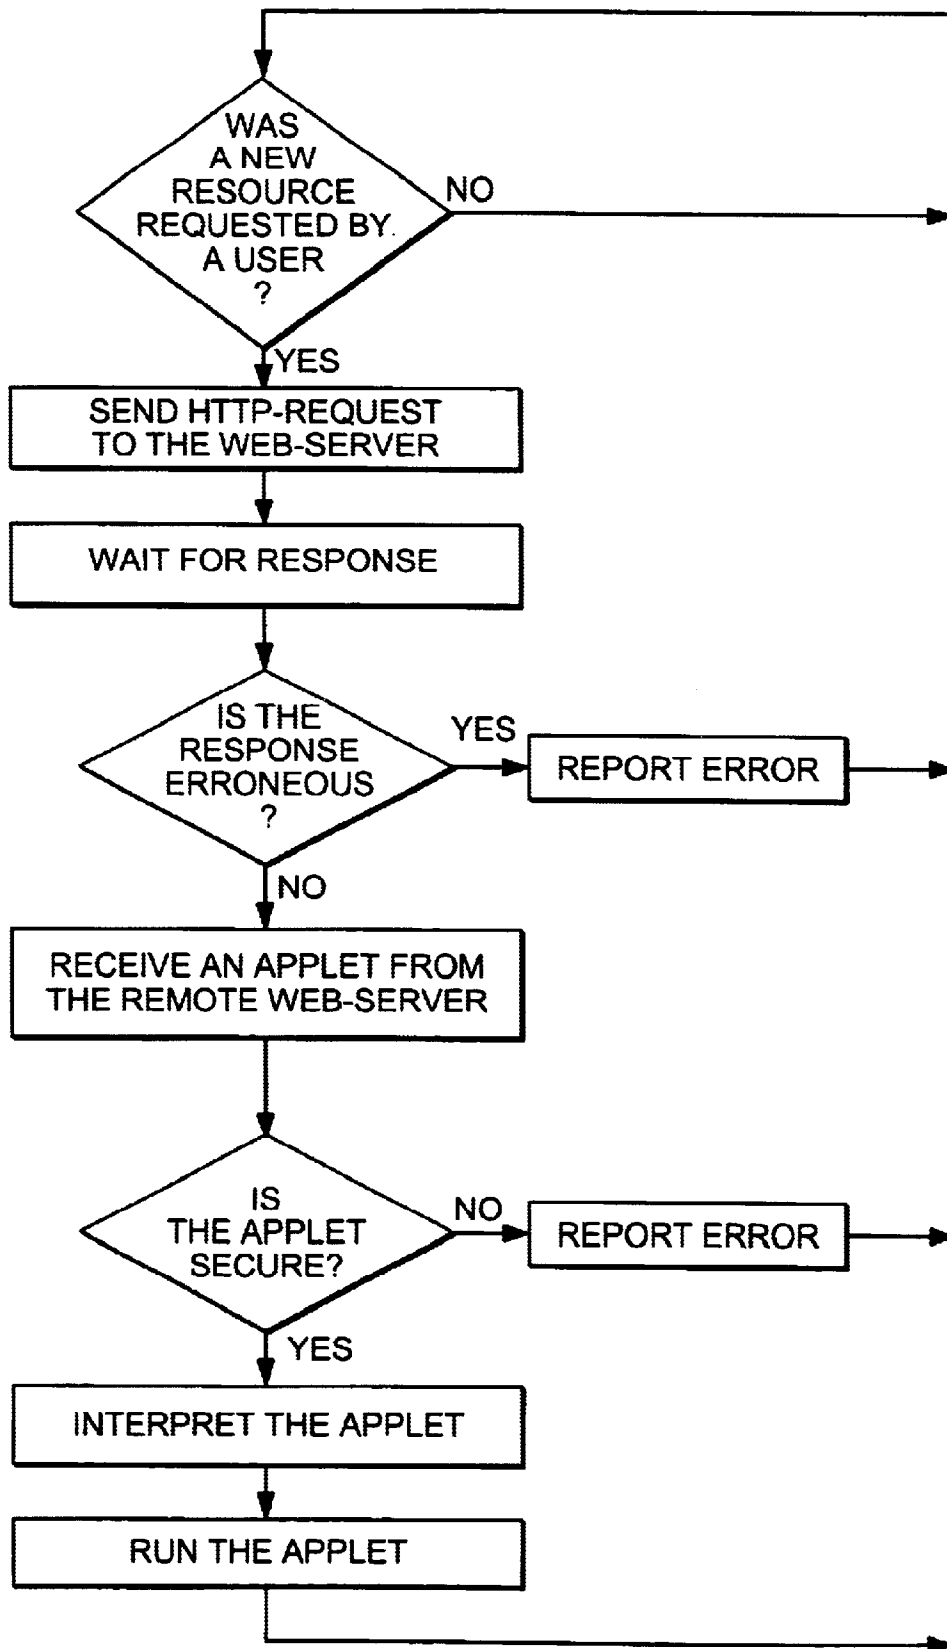 WAS
A NEW
RESOURCE
REQUESTED BY
A USER
?
NO
YES
SEND HTTP-REQUEST
TO THE WEB-SERVER
WAIT FOR RESPONSE
IS THE
RESPONSE
ERRONEOUS
?
YES
REPORT ERROR
NO
RECEIVE AN APPLET FROM
THE REMOTE WEB-SERVER
IS
THE APPLET
SECURE?
NO
REPORT ERROR
YES
INTERPRET THE APPLET
RUN THE APPLET